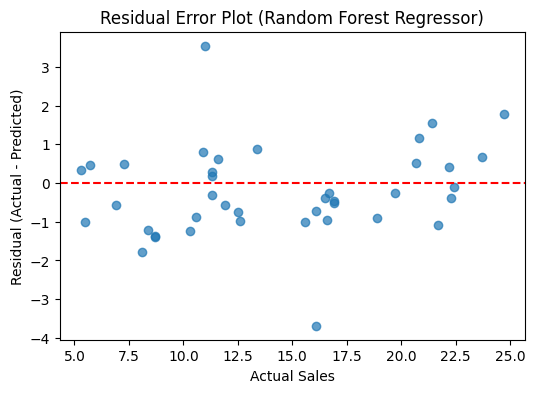 Residual Error Plot (Random Forest Regressor)
Residual (Actual - Predicted)
3
2
1
0
−1
−2
−3
−4
5.0 7.5 10.0 12.5 15.0 17.5 20.0 22.5 25.0
Actual Sales